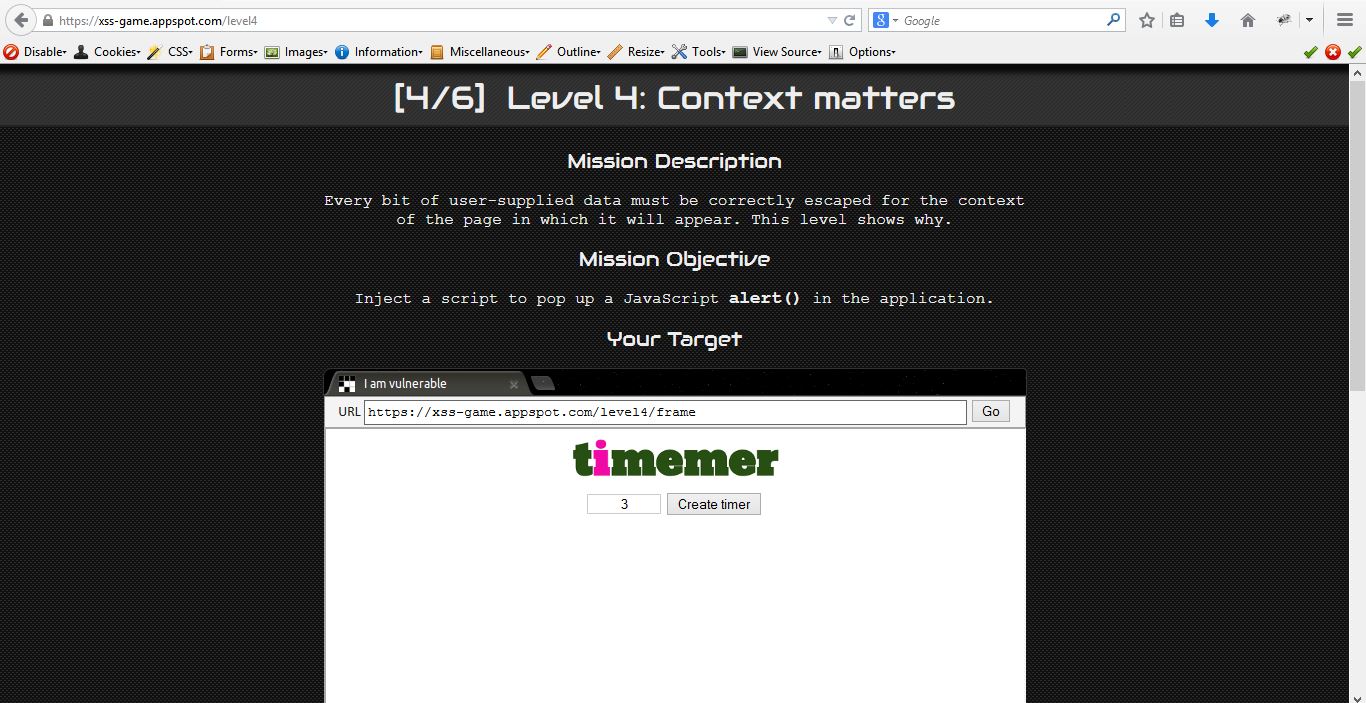 https://xss-game.appspot.com/level4
Google
Disable Cookies CSS Forms Images Information Miscellaneous Outline Resize Tools View Source Options
[4/6] Level 4: Context matters
Mission Description
Every bit of user-supplied data must be correctly escaped for the context
of the page in which it will appear. This level shows why.
Mission Objective
Inject a script to pop up a JavaScript alert() in the application.
Your Target
I am vulnerable
URL https://xss-game.appspot.com/level4/frame Go
timemer
3 Create timer